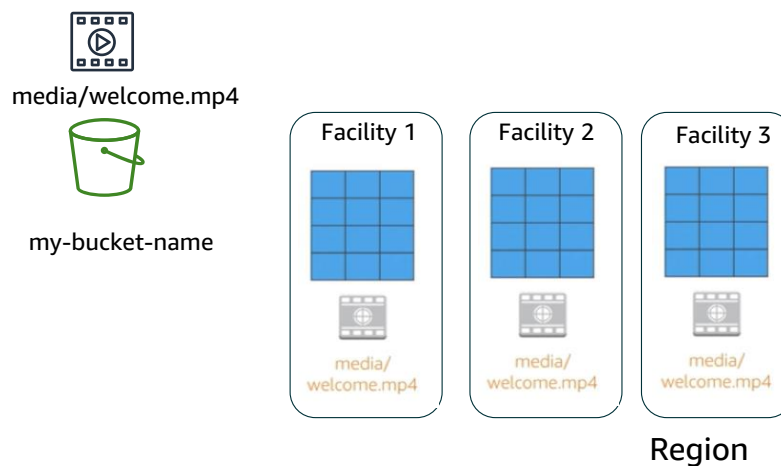 media/welcome.mp4
my-bucket-name
Facility 1
media/
welcome.mp4
Facility 2
media/
welcome.mp4
Facility 3
media/
welcome.mp4
Region